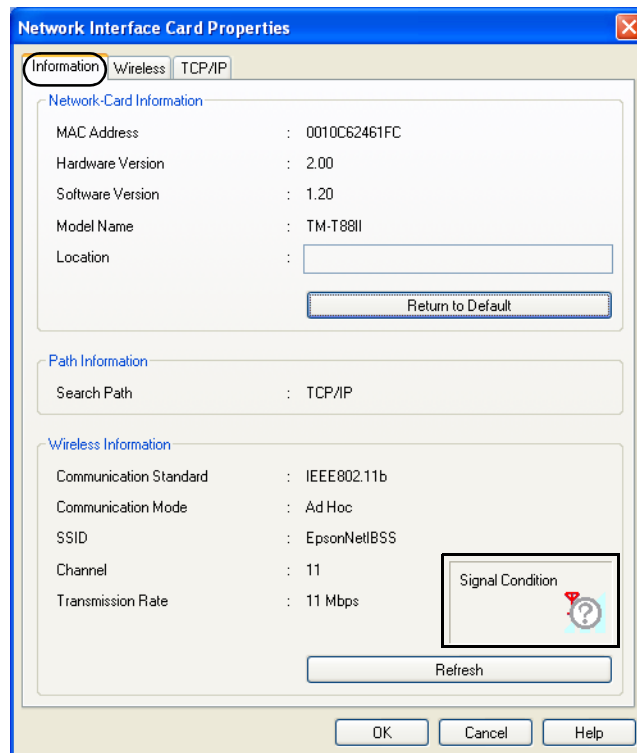 Network Interface Card Properties
Information Wireless TCP/IP
Network-Card Information
MAC Address : 0010C62461FC
Hardware Version : 2.00
Software Version : 1.20
Model Name : TM-T88II
Location :
Return to Default
Path Information
Search Path : TCP/IP
Wireless Information
Communication Standard : IEEE802.11b
Communication Mode : Ad Hoc
SSID : EpsonNetIBSS
Channel : 11
Signal Condition
Transmission Rate : 11 Mbps
?
Refresh
OK Cancel Help